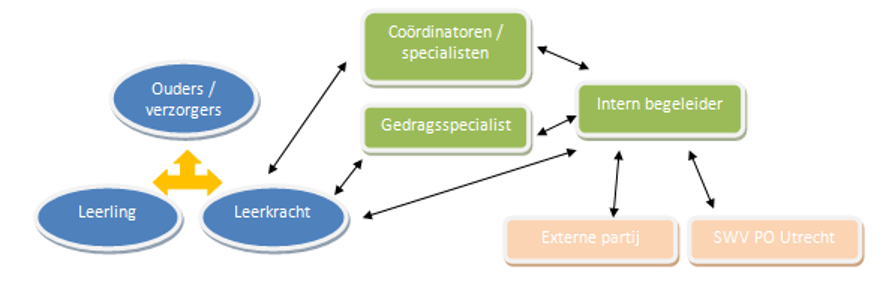 Coördinatoren /
specialisten
Ouders /
verzorgers
Intern begeleider
Gedragsspecialist
Leerling
Leerkracht
Externe partij
SWV PO Utrecht